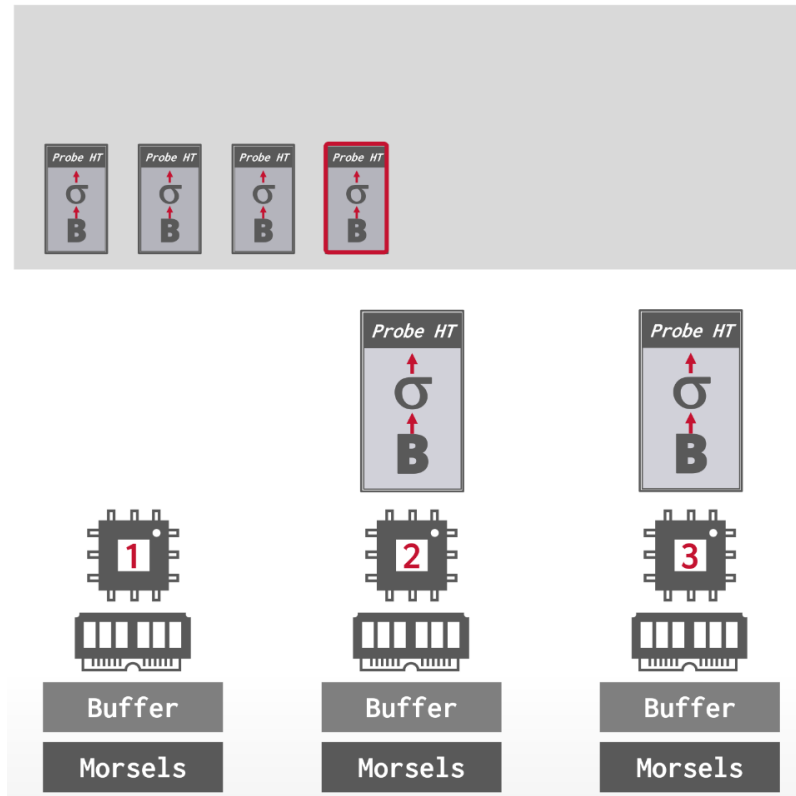 Probe HT Probe HT Probe HT Probe HT
σ σ σ σ
B B B B
Probe HT Probe HT
σ σ
B B
1 2 3
Buffer Buffer Buffer
Morsels Morsels Morsels